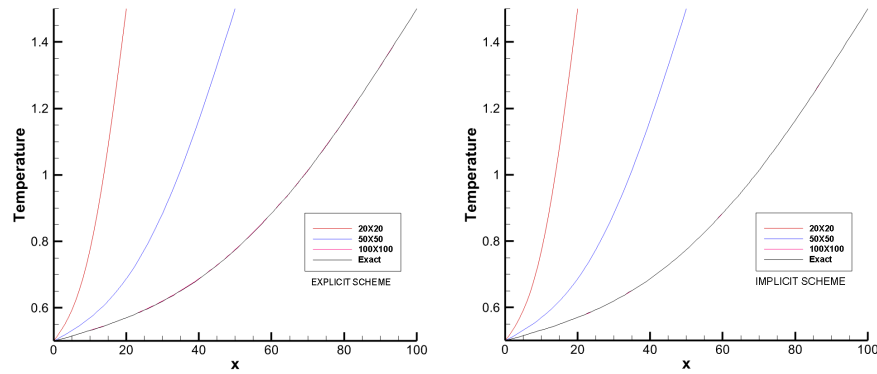 Temperature
1.4
1.2
1
0.8
0.6
0
20
40
60
80
100
x
20X20
50X50
100X100
Exact
EXPLICIT SCHEME
Temperature
1.4
1.2
1
0.8
0.6
0
20
40
60
80
100
x
20X20
50X50
100X100
Exact
IMPLICIT SCHEME